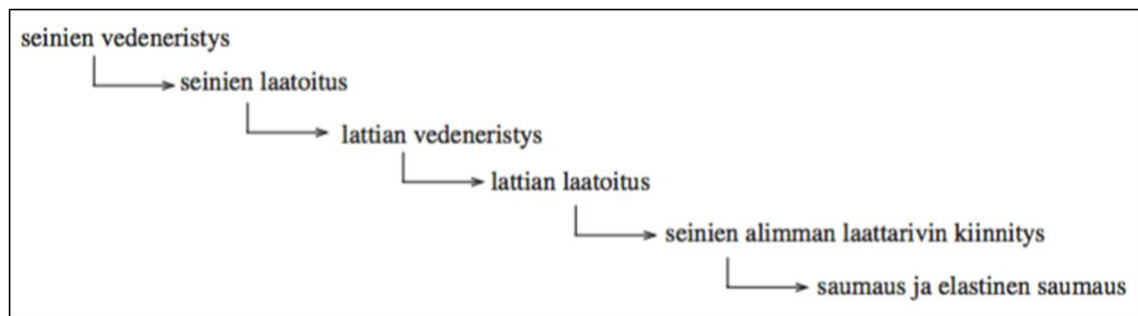 seinien vedeneristys
seinien laatoitus
lattian vedeneristys
lattian laatoitus
seinien alimman laattarivin kiinnitys
saumaus ja elastinen saumaus